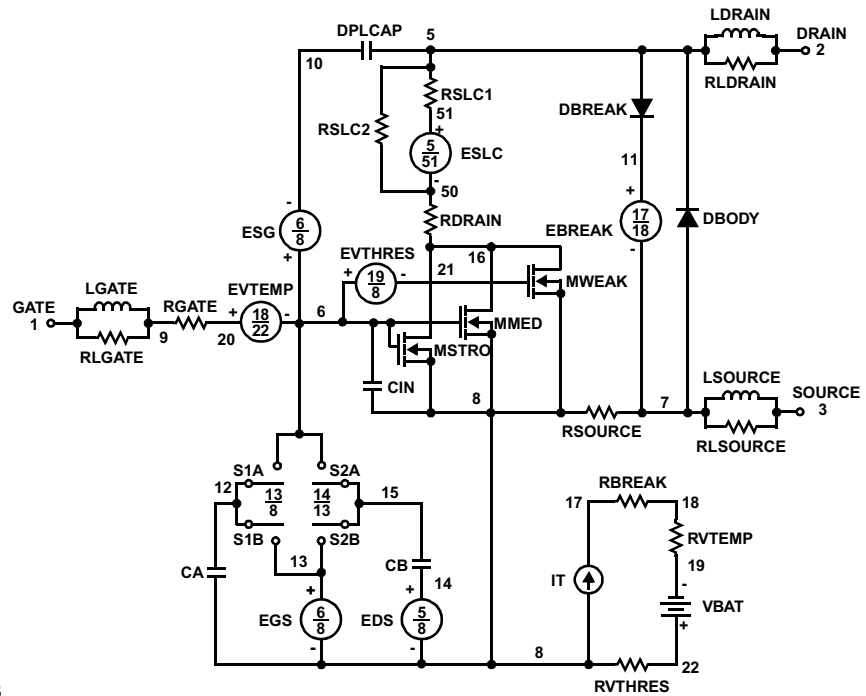 LDRAIN
DPLCAP 5 DRAIN
10 2
RLDRAIN
RSLC1
51
DBREAK
RSLC2
+
5
51
ESLC
-
50
11
-
+
6
8
ESG
+
RDRAIN
17
18
EBREAK
-
DBODY
EVTHRES
16
+ 19
8 - 21
MWEAK
LGATE
EVTEMP
GATE
1
RGATE
+ 18
22 -
6
MMED
9
20
RLGATE
MSTRO
CIN
8
7
LSOURCE
SOURCE
3
RSOURCE
RLSOURCE
S1A S2A
12
13
8
14
13
15
S1B S2B
13
CA
CB
14
+
+
EGS
6
8
EDS
5
8
-
-
RBREAK
17
18
RVTEMP
19
IT
-
VBAT
+
8
22
RVTHRES